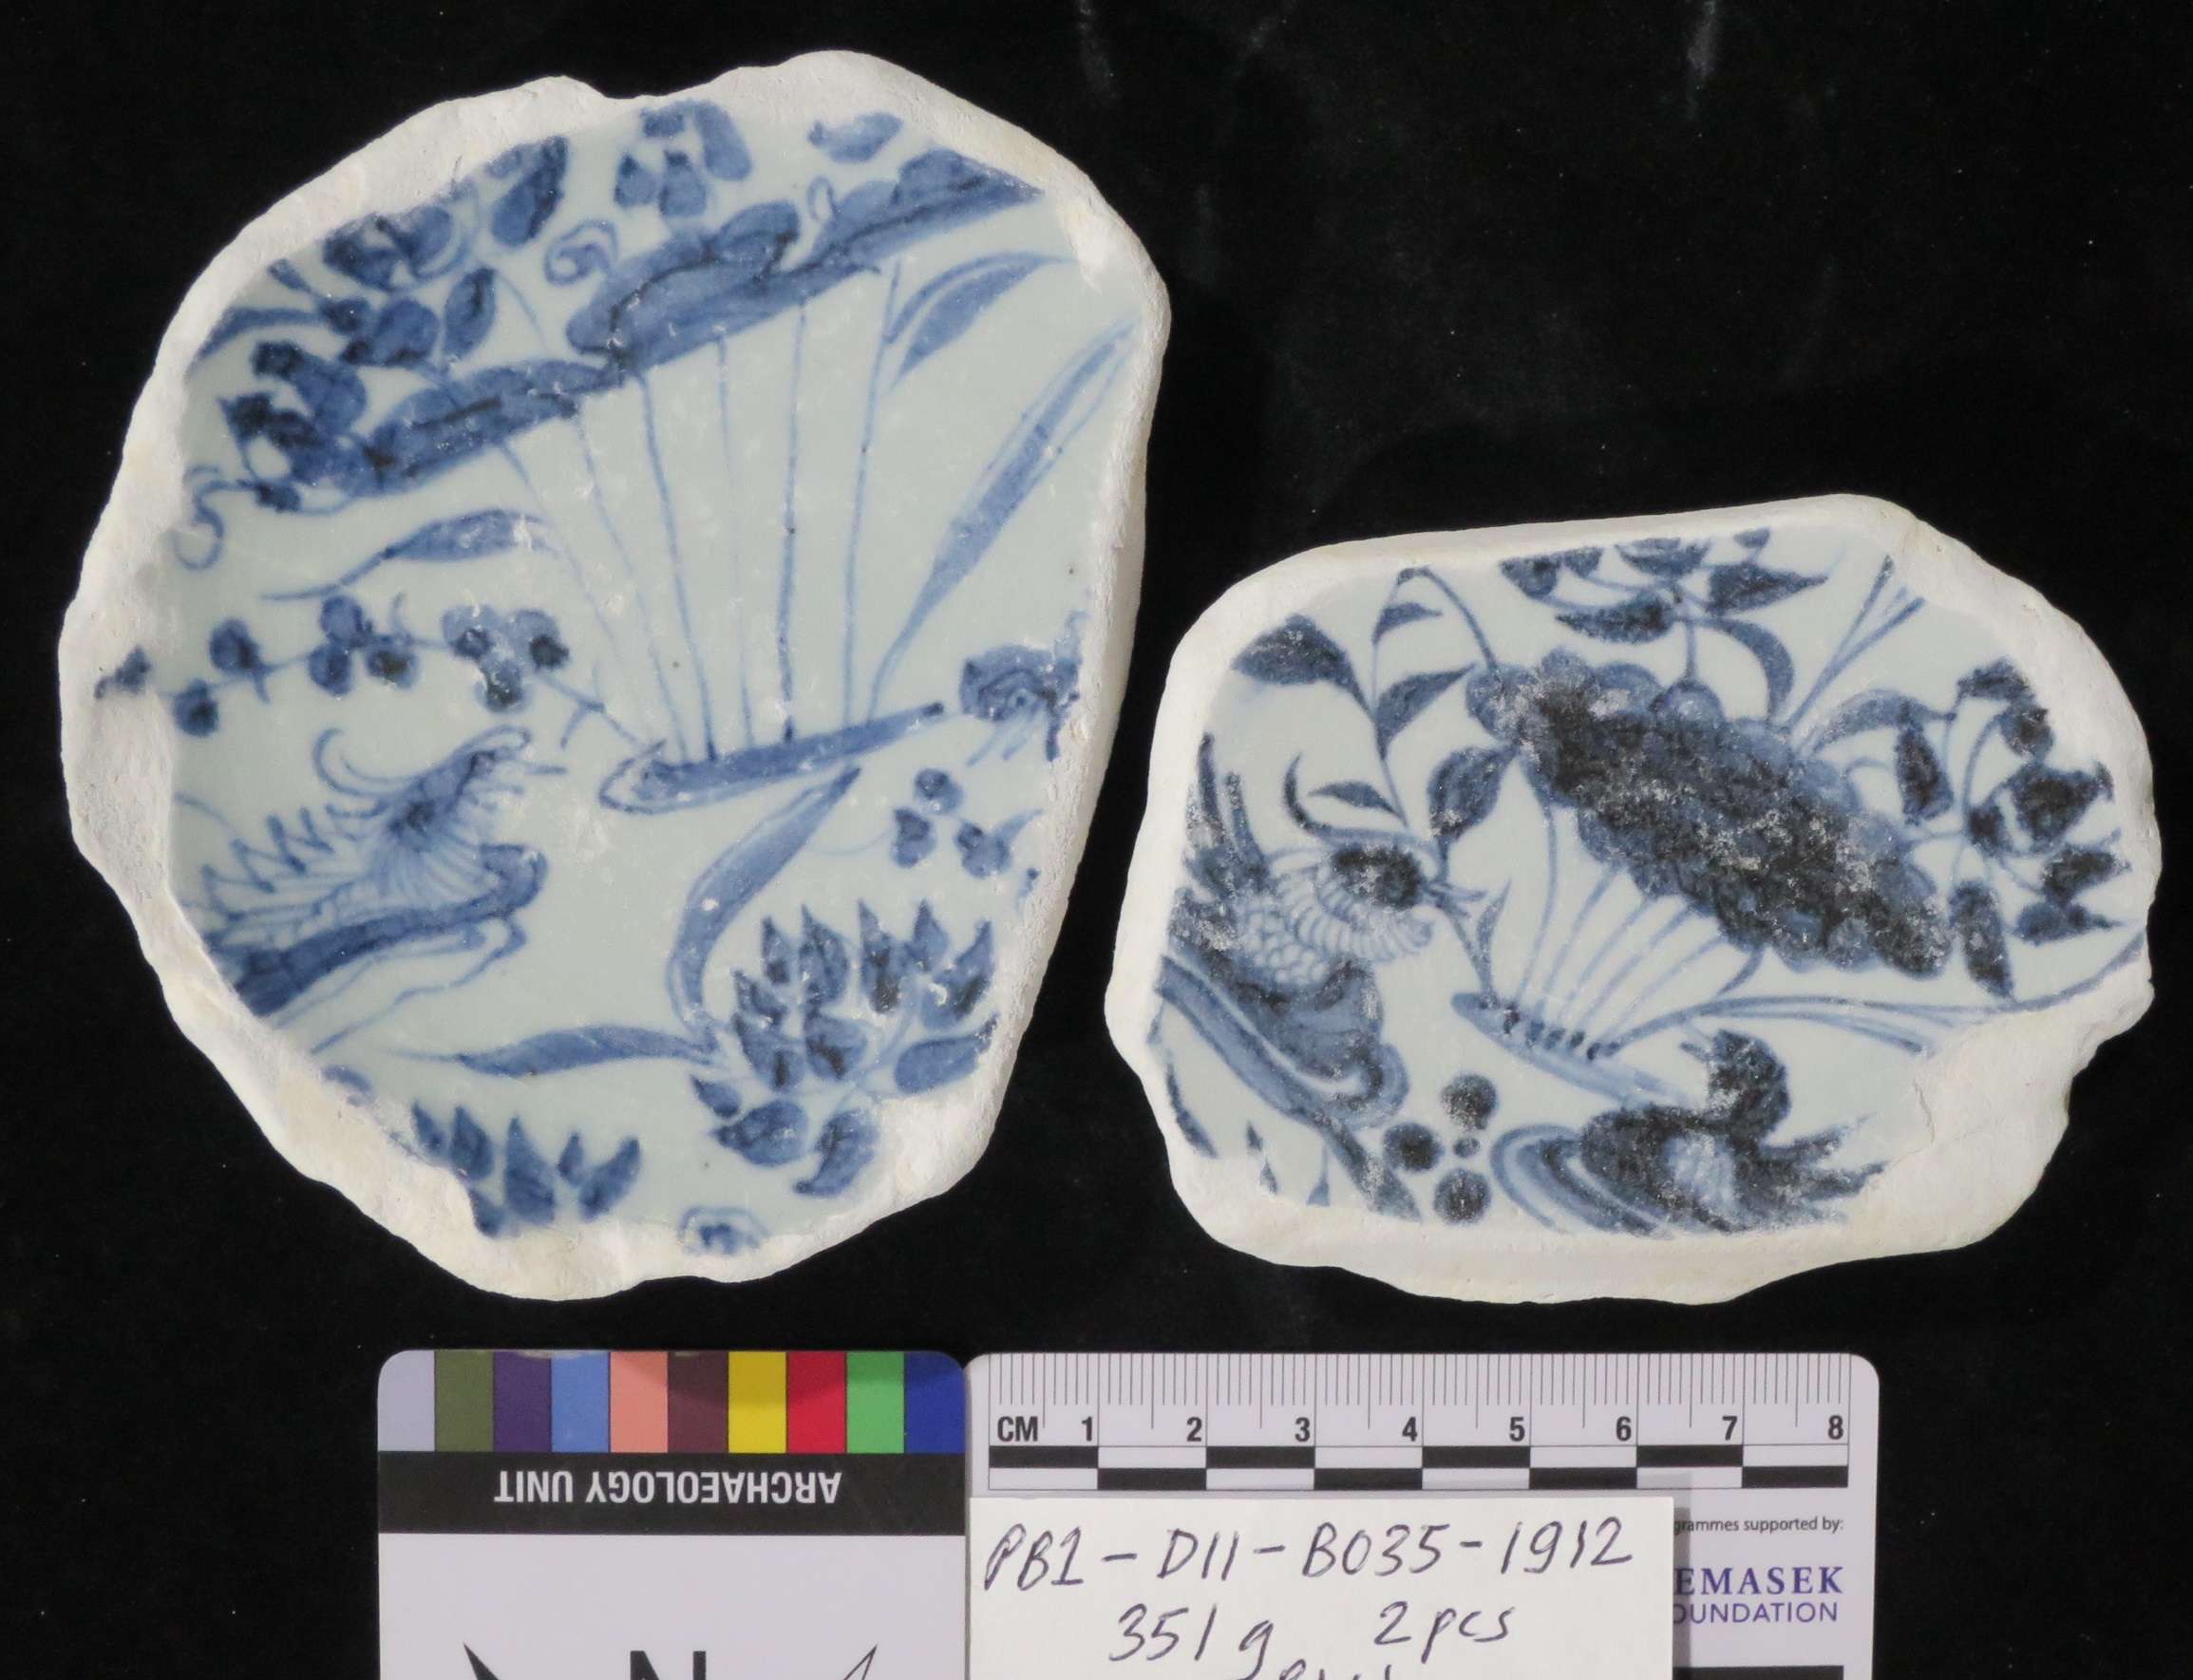 ARCHAEOLOGY UNIT
CM 1 2 3 4 5 6 7 8
grammes supported by:
EMASEK
OUNDATION
PB1-D11-B035-1912
351g 2pcs
N